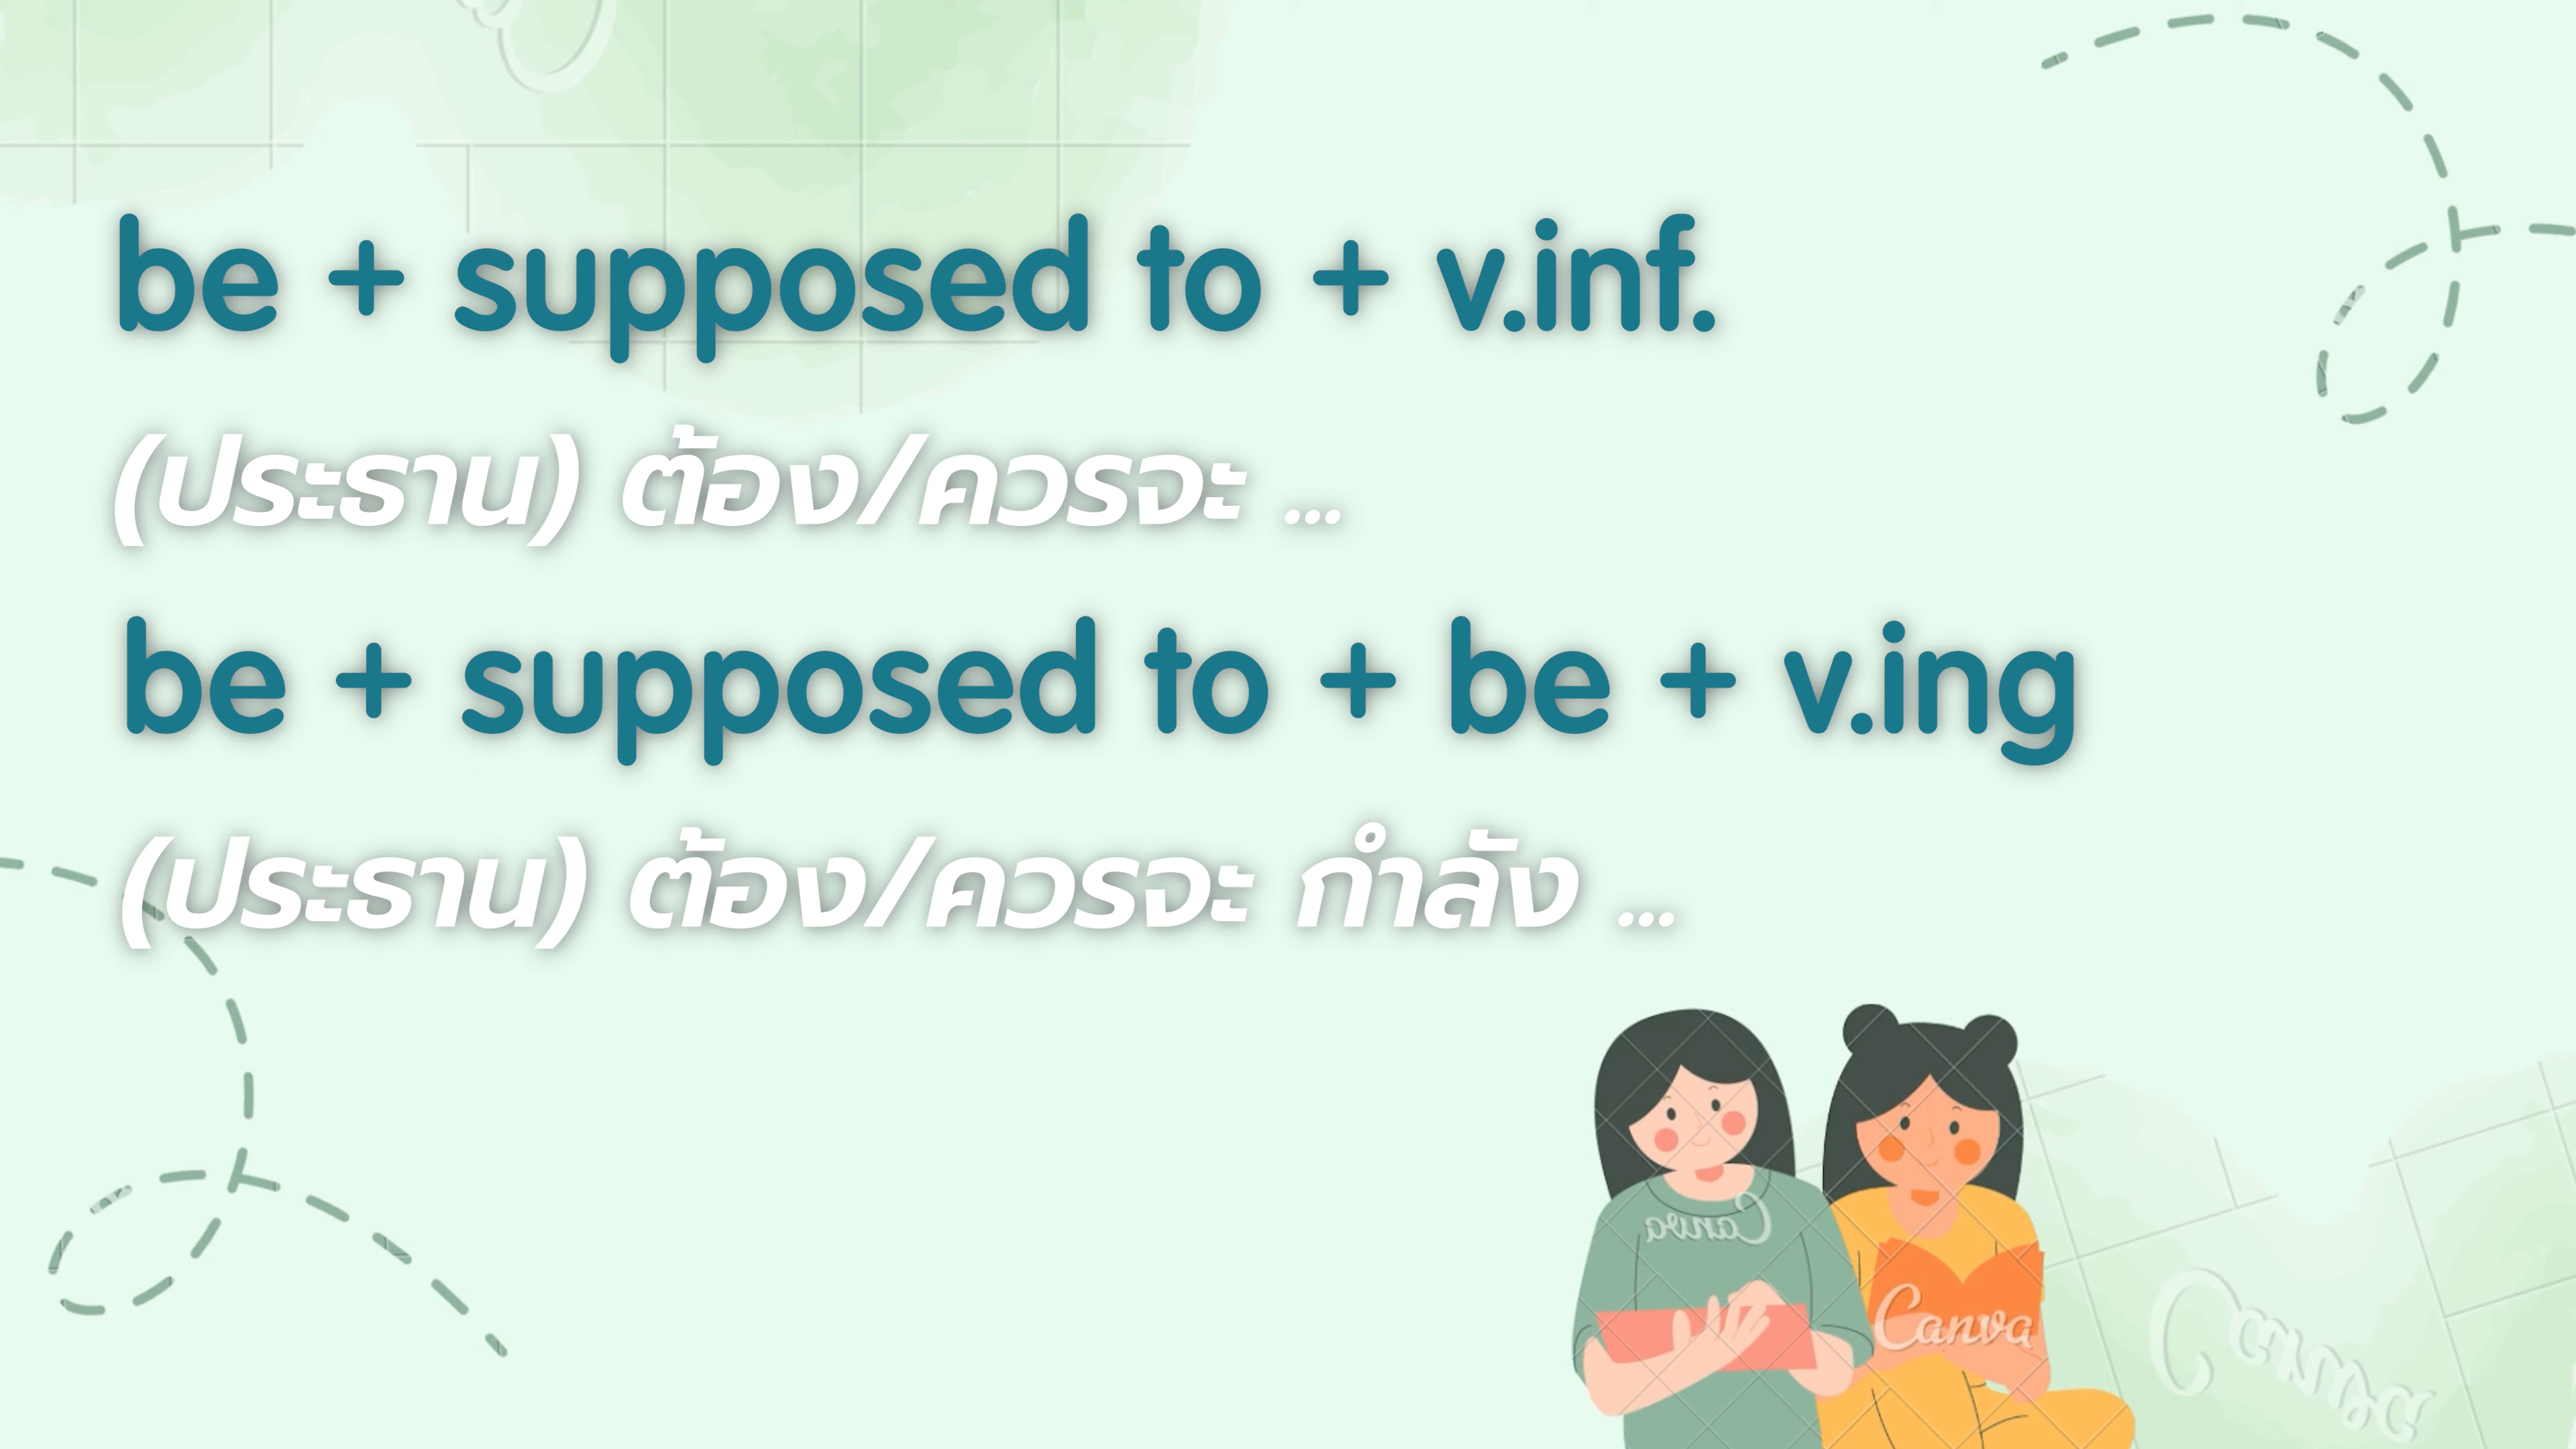 be + supposed to + v.inf.
(ประธาน) ต้อง/ควรจะ ...
be + supposed to + be + v.ing
(ประธาน) ต้อง/ควรจะ กำลัง ...
Canva
Canva
Canva